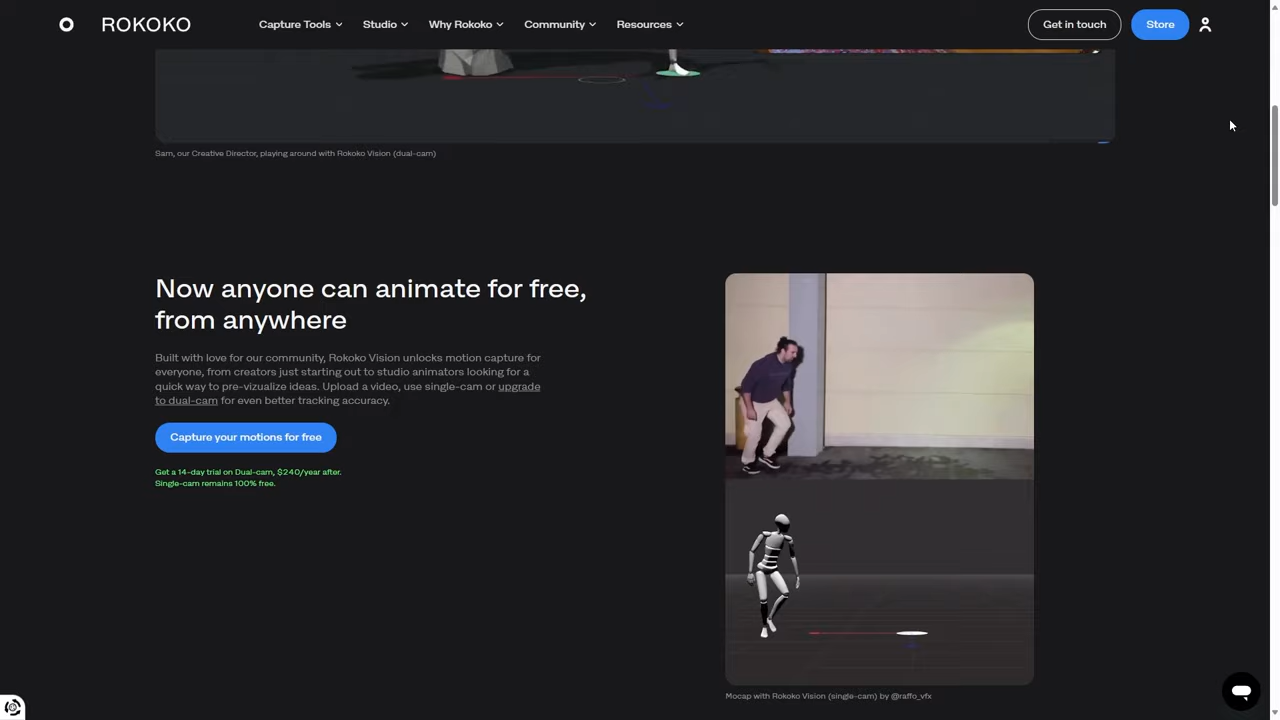 ROKOKO
Capture Tools
Studio
Why Rokoko
Community
Resources
Get in touch
Store
Sam, our Creative Director, playing around with Rokoko Vision (dual-cam)
Now anyone can animate for free,
from anywhere
Built with love for our community, Rokoko Vision unlocks motion capture for
everyone, from creators just starting out to studio animators looking for a
quick way to pre-vizualize ideas. Upload a video, use single-cam or upgrade
to dual-cam for even better tracking accuracy.
Capture your motions for free
Get a 14-day trial on Dual-cam, $240/year after.
Single-cam remains 100% free.
Mocap with Rokoko Vision (single-cam) by @raffo_vfx